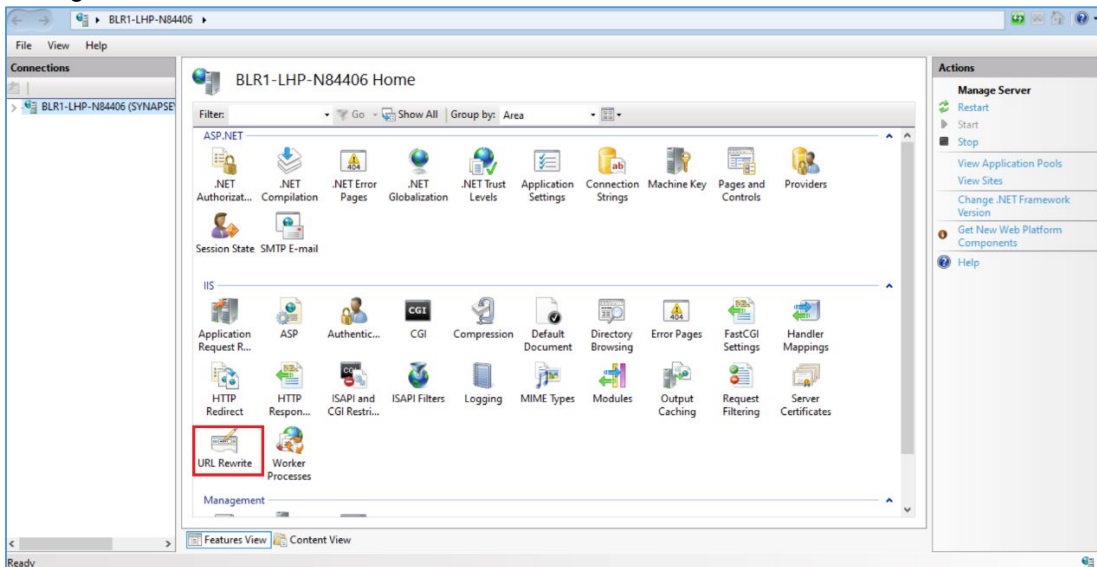 BLR1-LHP-N84406
File View Help
Connections
BLR1-LHP-N84406 (SYNAPSE
BLR1-LHP-N84406 Home
Filter: Go Show All Group by: Area
ASP.NET
.NET Authorizat...
.NET Compilation
.NET Error Pages
.NET Globalization
.NET Trust Levels
Application Settings
Connection Strings
Machine Key
Pages and Controls
Providers
Session State
SMTP E-mail
IIS
Application Request R...
ASP
Authentic...
CGI
Compression
Default Document
Directory Browsing
Error Pages
FastCGI Settings
Handler Mappings
HTTP Redirect
HTTP Respon...
ISAPI and CGI Restri...
ISAPI Filters
Logging
MIME Types
Modules
Output Caching
Request Filtering
Server Certificates
URL Rewrite
Worker Processes
Management
Features View Content View
Ready
Actions
Manage Server
Restart
Start
Stop
View Application Pools
View Sites
Change .NET Framework
Version
Get New Web Platform
Components
Help